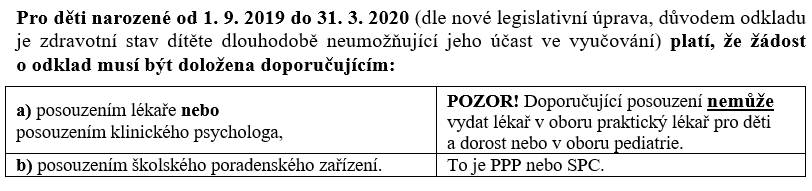 Pro děti narozené od 1. 9. 2019 do 31. 3. 2020 (dle nové legislativní úprava, důvodem odkladu
je zdravotní stav dítěte dlouhodobě neumožňující jeho účast ve vyučování) platí, že žádost
o odklad musí být doložena doporučujícím:
a) posouzením lékaře nebo
posouzením klinického psychologa,
POZOR! Doporučující posouzení nemůže
vydat lékař v oboru praktický lékař pro děti
a dorost nebo v oboru pediatrie.
b) posouzením školského poradenského zařízení.
To je PPP nebo SPC.